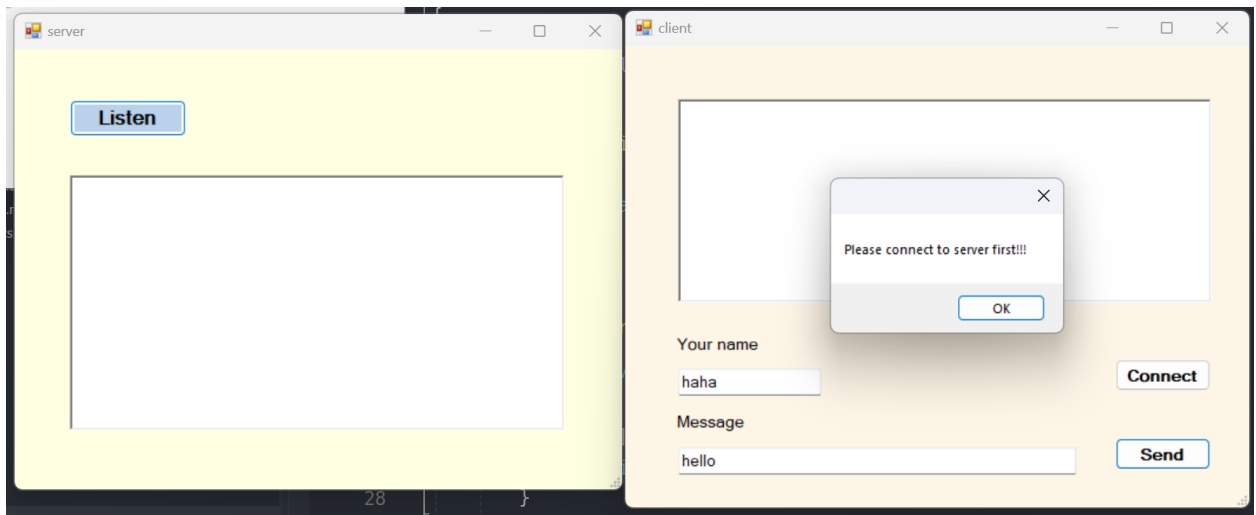 server
Listen
client
Please connect to server first!!!
OK
Your name
haha
Connect
Message
hello
Send
28 }